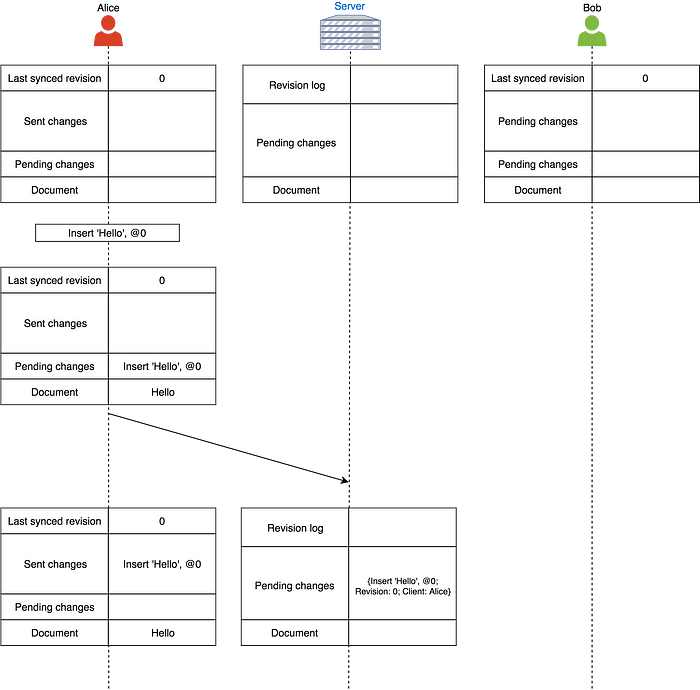 Alice
Server
Bob
Last synced revision 0
Sent changes
Pending changes
Document
Revision log
Pending changes
Document
Last synced revision 0
Pending changes
Pending changes
Document
Insert 'Hello', @0
Last synced revision 0
Sent changes
Pending changes Insert 'Hello', @0
Document Hello
Last synced revision 0
Sent changes Insert 'Hello', @0
Pending changes
Document Hello
Revision log
Pending changes
{Insert 'Hello', @0;
Revision: 0; Client: Alice}
Document